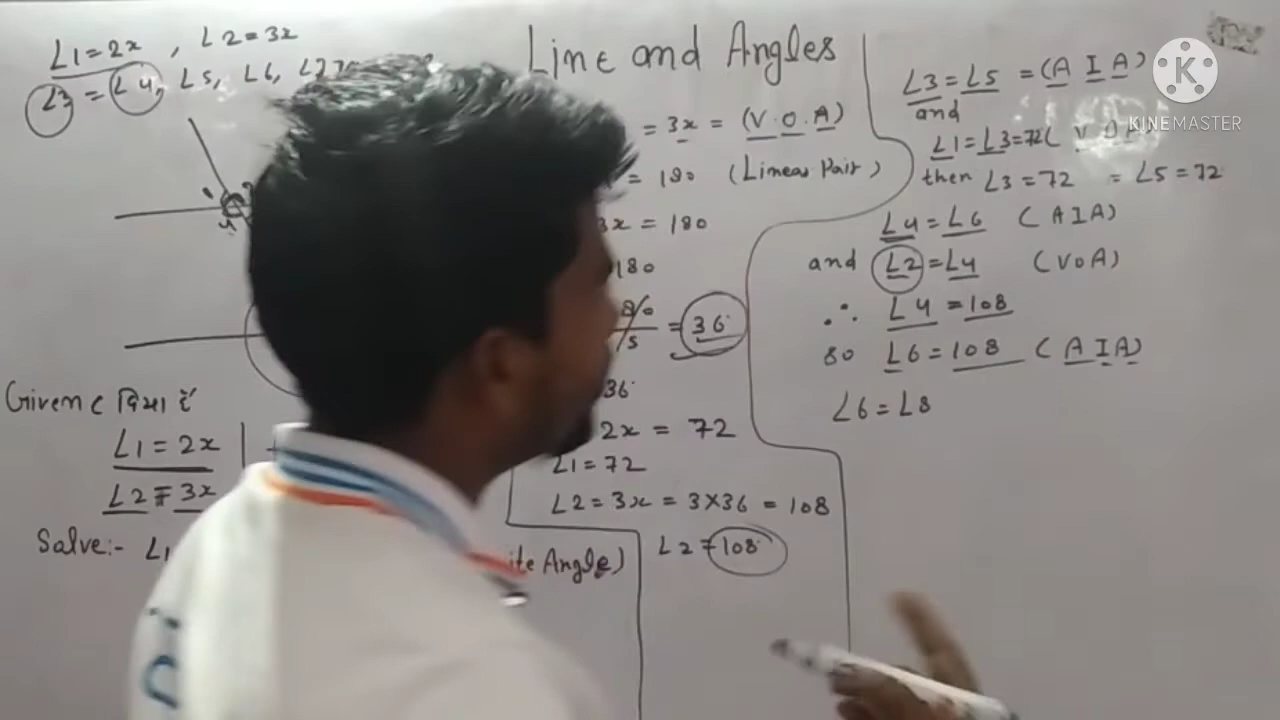 ∠1=2x , ∠2=3x
∠3 = ∠4, ∠5, ∠6, ∠7
Line and Angles
= 3x = (V.O.A)
= 180 (Linear Pair)
3x = 180
180
= 36
36
2x = 72
∠1=72
∠2=3x = 3×36 = 108
∠2=108
Given (दिया है
∠1=2x
∠2=3x
Salve:- ∠1
ite Angle)
∠3=∠5 =(A I A)
and
∠1=∠3=72(
then ∠3=72 = ∠5=72
∠4=∠6 (AIA)
and ∠2=∠4 (VOA)
∴ ∠4=108
so ∠6=108 (AIA)
∠6=∠8
K
KINEMASTER